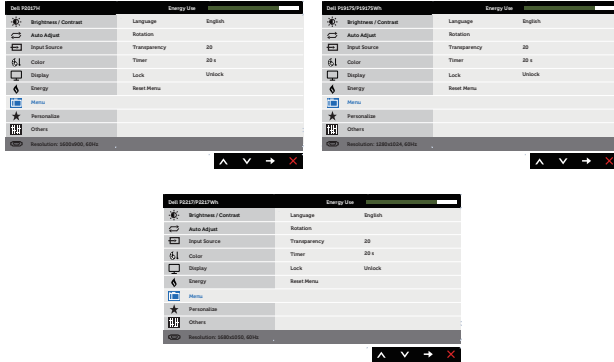 Dell P2017H Energy Use
Brightness / Contrast Language English
Auto Adjust Rotation
Input Source Transparency 20
Color Timer 20 s
Display Lock Unlock
Energy Reset Menu
Menu
Personalize
Others
Resolution: 1600x900, 60Hz
Dell P1917S/P1917SWh Energy Use
Brightness / Contrast Language English
Auto Adjust Rotation
Input Source Transparency 20
Color Timer 20 s
Display Lock Unlock
Energy Reset Menu
Menu
Personalize
Others
Resolution: 1280x1024, 60Hz
Dell P2217/P2217Wh Energy Use
Brightness / Contrast Language English
Auto Adjust Rotation
Input Source Transparency 20
Color Timer 20 s
Display Lock Unlock
Energy Reset Menu
Menu
Personalize
Others
Resolution: 1680x1050, 60Hz